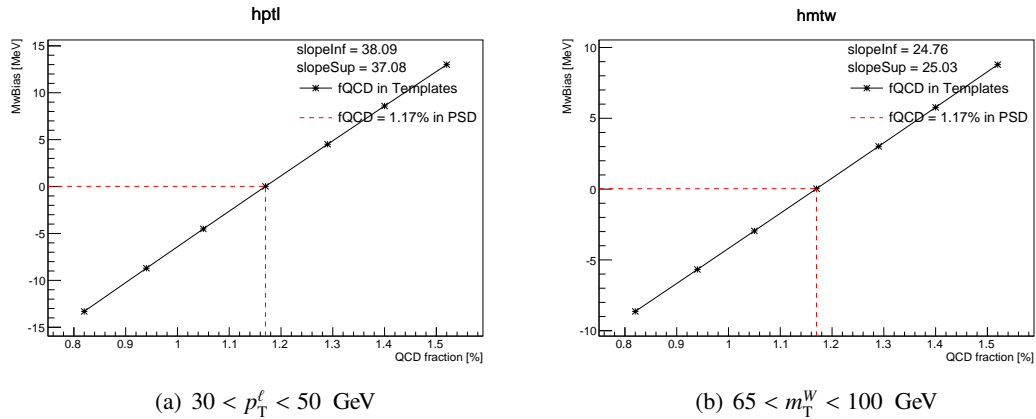 hptl
MwBias [MeV]
slopeInf = 38.09
slopeSup = 37.08
fQCD in Templates
fQCD = 1.17% in PSD
15
10
5
0
-5
-10
-15
0.8 0.9 1 1.1 1.2 1.3 1.4 1.5
QCD fraction [%]
(a) 30 < p_T^ℓ < 50 GeV
hmtw
MwBias [MeV]
slopeInf = 24.76
slopeSup = 25.03
fQCD in Templates
fQCD = 1.17% in PSD
10
5
0
-5
-10
0.8 0.9 1 1.1 1.2 1.3 1.4 1.5
QCD fraction [%]
(b) 65 < m_T^W < 100 GeV